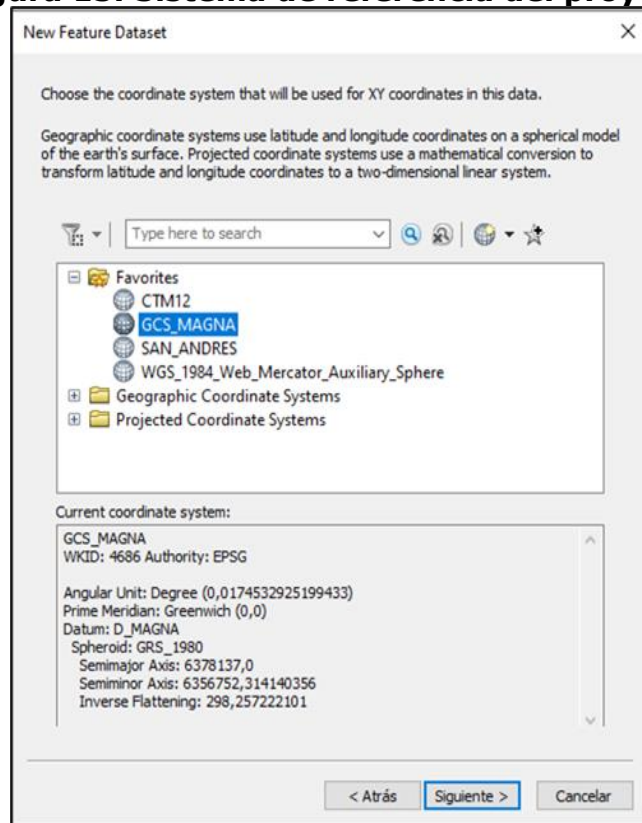 Sistema de referencia del proy
New Feature Dataset
Choose the coordinate system that will be used for XY coordinates in this data.
Geographic coordinate systems use latitude and longitude coordinates on a spherical model
of the earth's surface. Projected coordinate systems use a mathematical conversion to
transform latitude and longitude coordinates to a two-dimensional linear system.
Type here to search
Favorites
CTM12
GCS_MAGNA
SAN_ANDRES
WGS_1984_Web_Mercator_Auxiliary_Sphere
Geographic Coordinate Systems
Projected Coordinate Systems
Current coordinate system:
GCS_MAGNA
WKID: 4686 Authority: EPSG
Angular Unit: Degree (0,0174532925199433)
Prime Meridian: Greenwich (0,0)
Datum: D_MAGNA
Spheroid: GRS_1980
Semimajor Axis: 6378137,0
Semiminor Axis: 6356752,314140356
Inverse Flattening: 298,257222101
< Atrás Siguiente > Cancelar